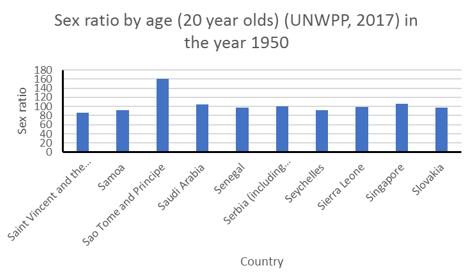 Sex ratio by age (20 year olds) (UNWPP, 2017) in
the year 1950
180
160
140
120
100
80
60
40
20
0
Sex ratio
Saint Vincent and the...
Samoa
Sao Tome and Principe
Saudi Arabia
Senegal
Serbia (including...
Seychelles
Sierra Leone
Singapore
Slovakia
Country